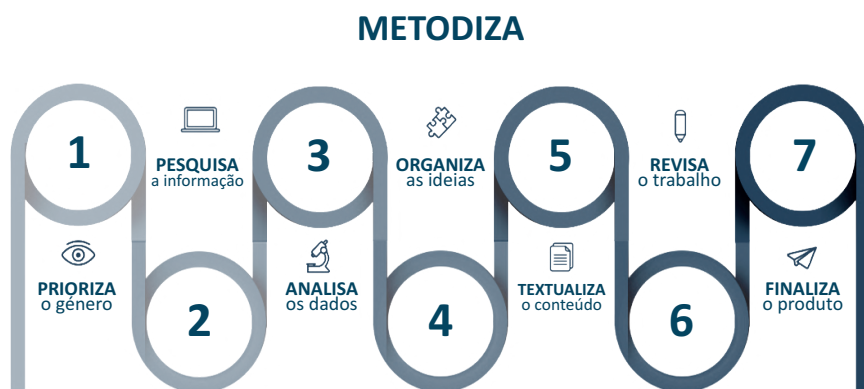 METODIZA
1
PRIORIZA
o género
2
PESQUISA
a informação
3
ANALISA
os dados
4
ORGANIZA
as ideias
5
TEXTUALIZA
o conteúdo
6
REVISA
o trabalho
7
FINALIZA
o produto